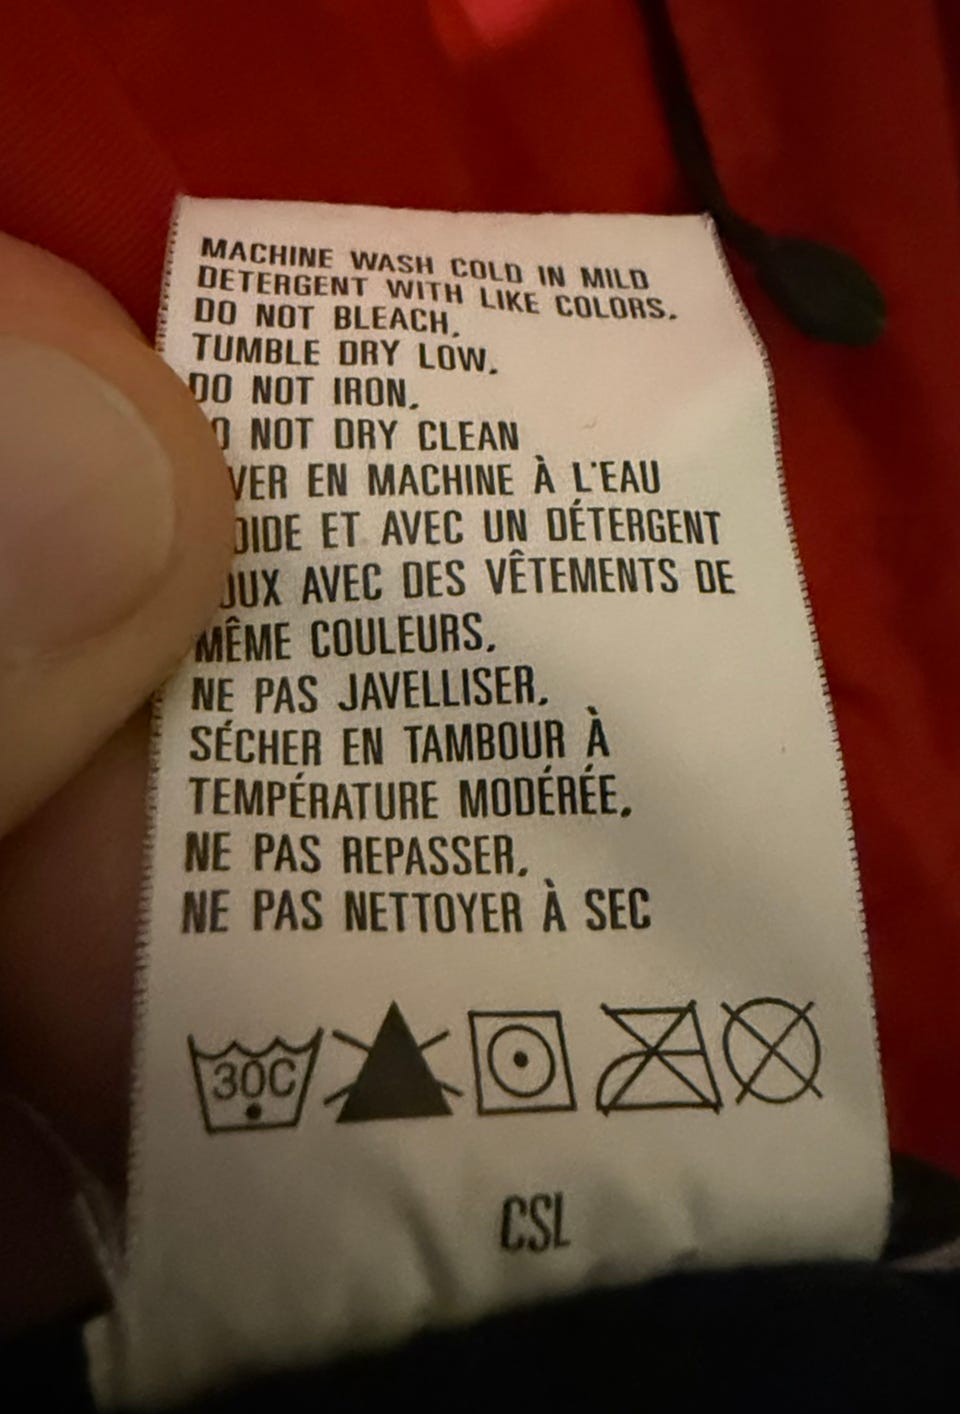 MACHINE WASH COLD IN MILD
DETERGENT WITH LIKE COLORS.
DO NOT BLEACH.
TUMBLE DRY LOW.
DO NOT IRON.
NOT DRY CLEAN
EN MACHINE À L'EAU
ET AVEC UN DÉTERGENT
AVEC DES VÊTEMENTS DE
MÊME COULEURS.
NE PAS JAVELLISER.
SÉCHER EN TAMBOUR À
TEMPÉRATURE MODÉRÉE.
NE PAS REPASSER.
NE PAS NETTOYER À SEC
30C
CSL